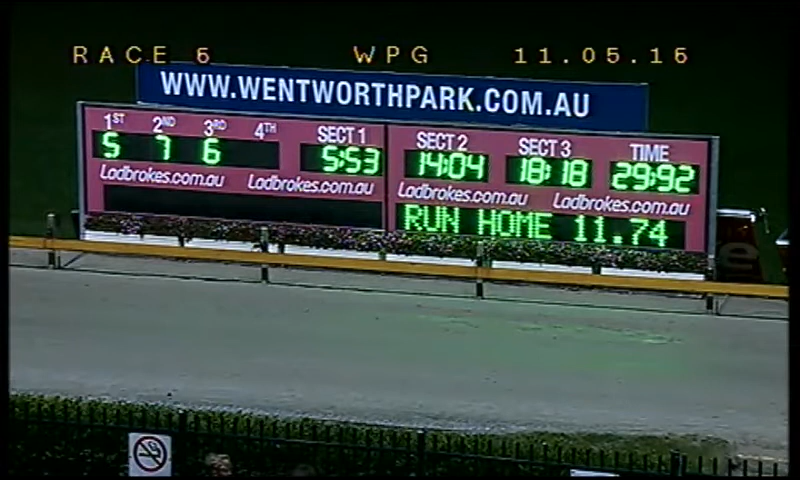 RACE 6 WPG 11.05.16
WWW.WENTWORTHPARK.COM.AU
1ST 2ND 3RD 4TH SECT 1 SECT 2 SECT 3 TIME
5 7 6 5:53 14:04 18:18 29:92
Ladbrokes.com.au Ladbrokes.com.au Ladbrokes.com.au Ladbrokes.com.au
RUN HOME 11.74